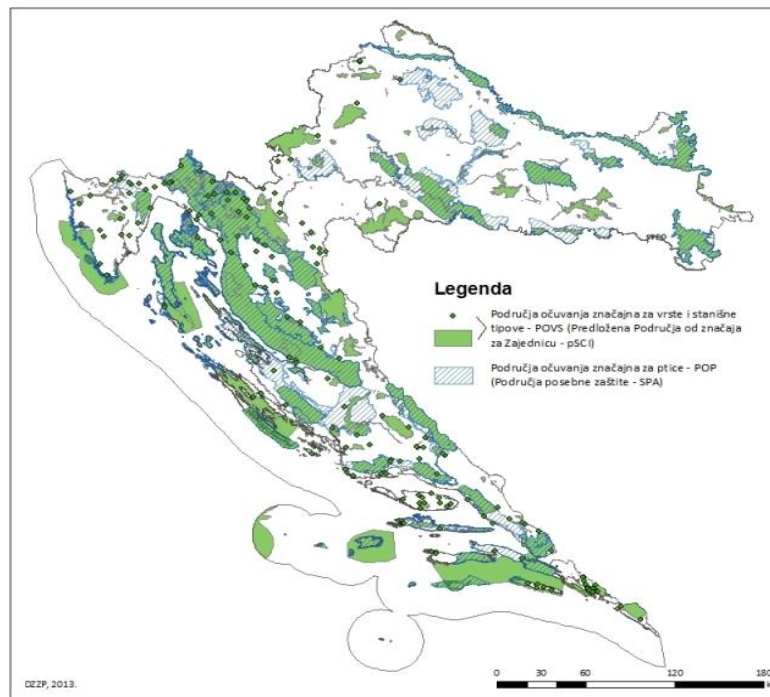 Legenda
Područja očuvanja značajna za vrste i stanišne
tipove - POVS (Predložena Područja od značaja
za Zajednicu - pSCI)
Područja očuvanja značajna za ptice - POP
(Područja posebne zaštite - SPA)
DZZP, 2013.
0 30 60 120 180